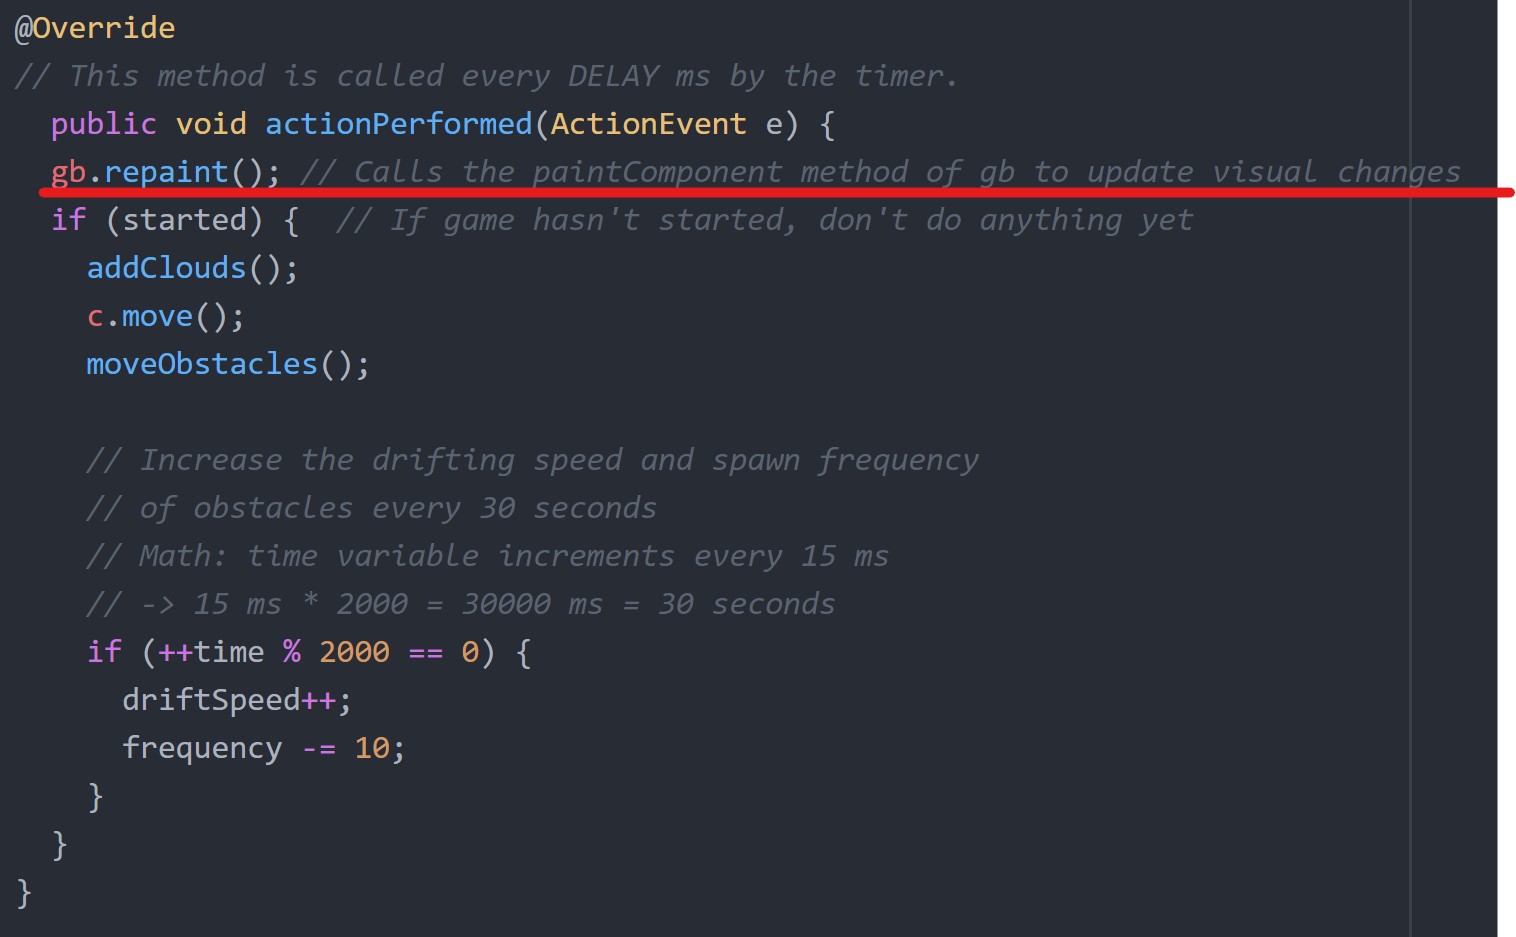 @Override
// This method is called every DELAY ms by the timer.
public void actionPerformed(ActionEvent e) {
gb.repaint(); // Calls the paintComponent method of gb to update visual changes
if (started) {  // If game hasn't started, don't do anything yet
addClouds();
c.move();
moveObstacles();
// Increase the drifting speed and spawn frequency
// of obstacles every 30 seconds
// Math: time variable increments every 15 ms
// -> 15 ms * 2000 = 30000 ms = 30 seconds
if (++time % 2000 == 0) {
driftSpeed++;
frequency -= 10;
}
}
}